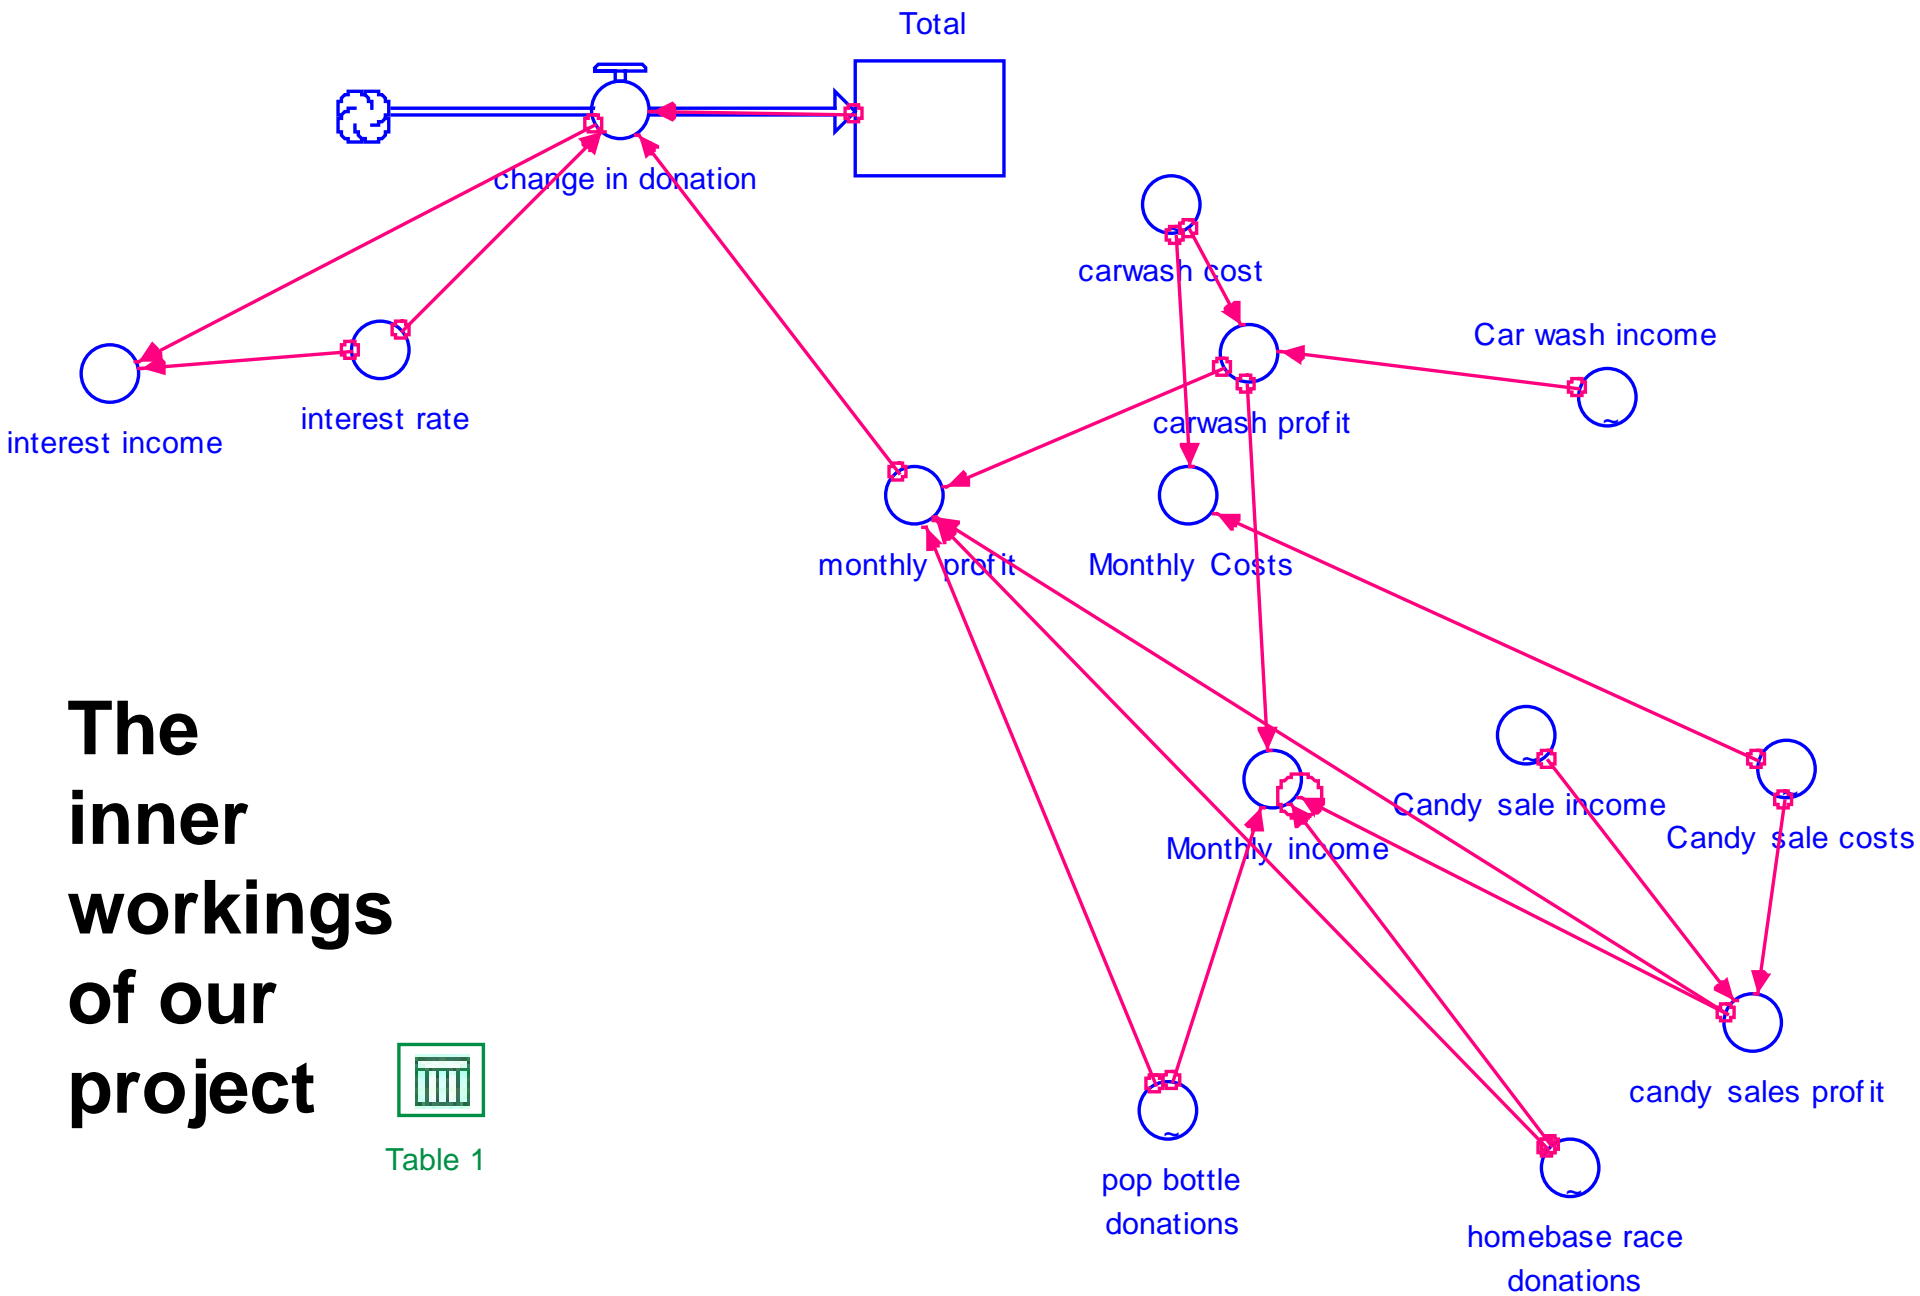 Total
change in donation
carwash cost
Car wash income
interest rate
carwash profit
interest income
monthly profit
Monthly Costs
Candy sale income
Candy sale costs
Monthly income
The
inner
workings
of our
project
candy sales profit
Table 1
pop bottle
donations
homebase race
donations